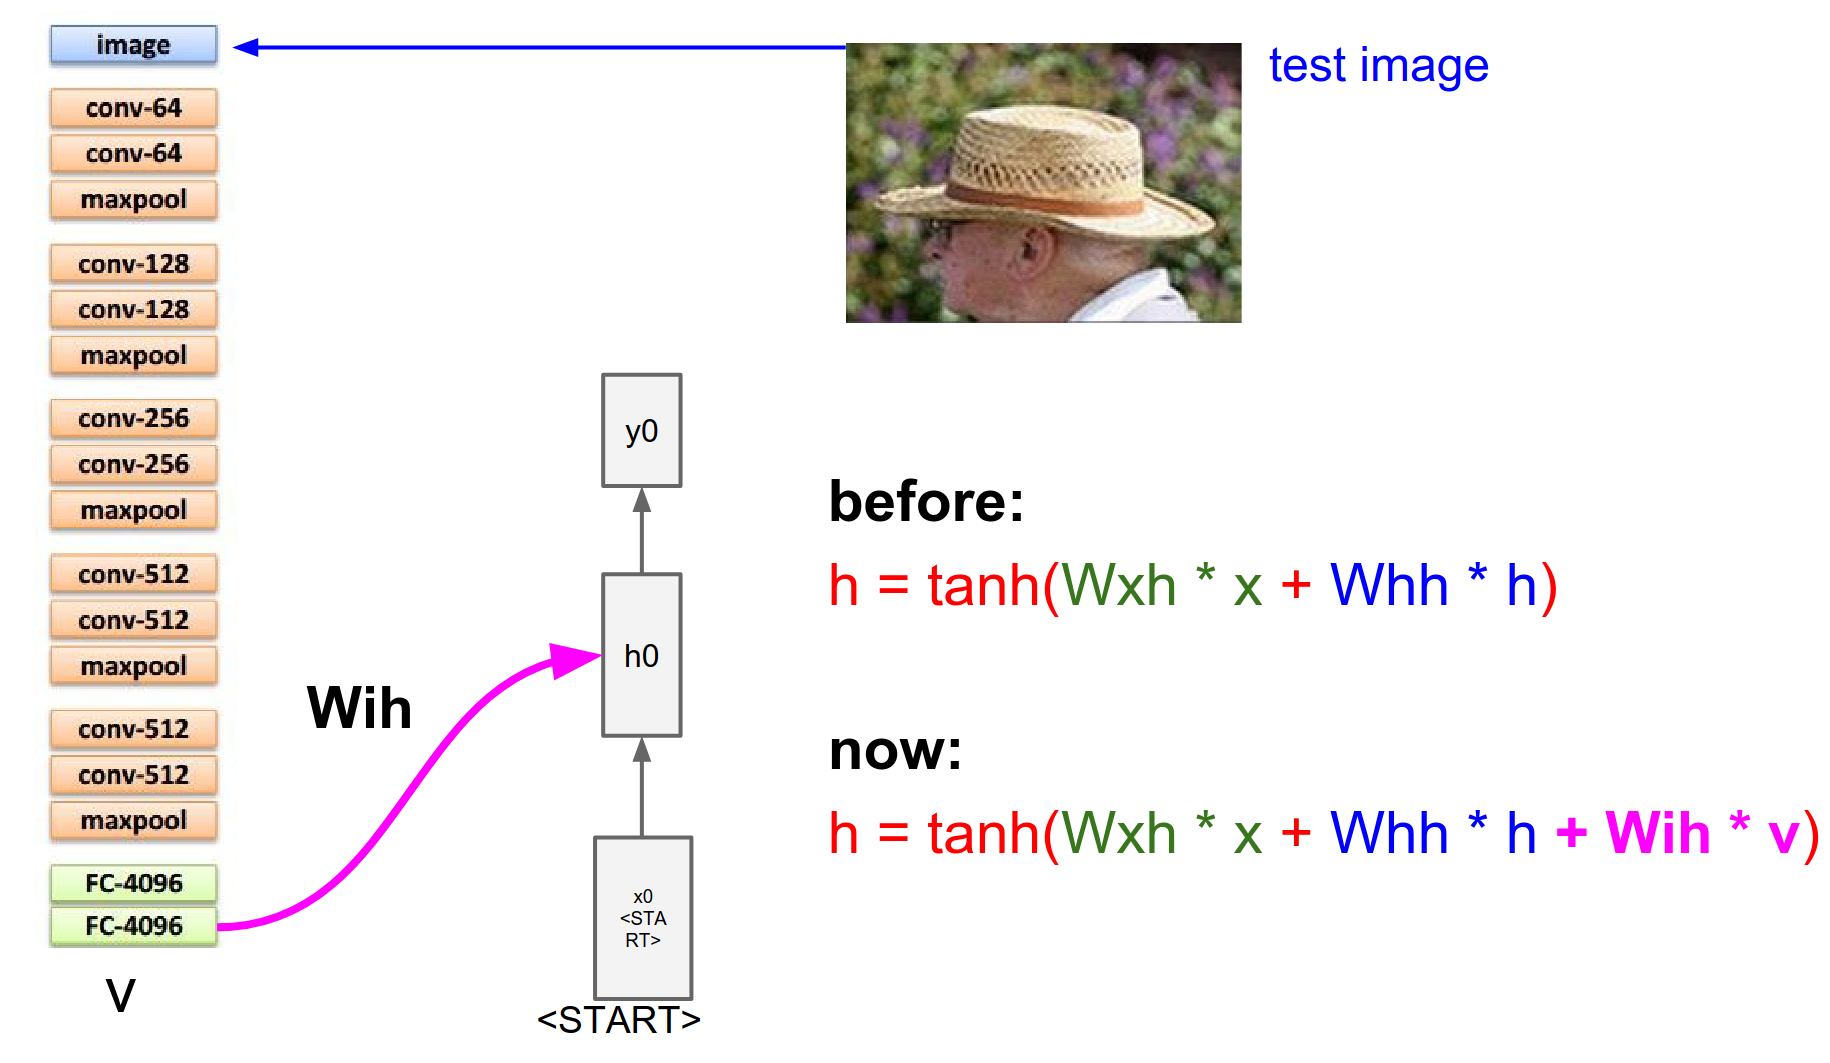 image
conv-64
conv-64
maxpool
conv-128
conv-128
maxpool
conv-256
conv-256
maxpool
conv-512
conv-512
maxpool
conv-512
conv-512
maxpool
FC-4096
FC-4096
v
Wih
y0
h0
x0
<STA
RT>
<START>
test image
before:
h = tanh(Wxh * x + Whh * h)
now:
h = tanh(Wxh * x + Whh * h + Wih * v)